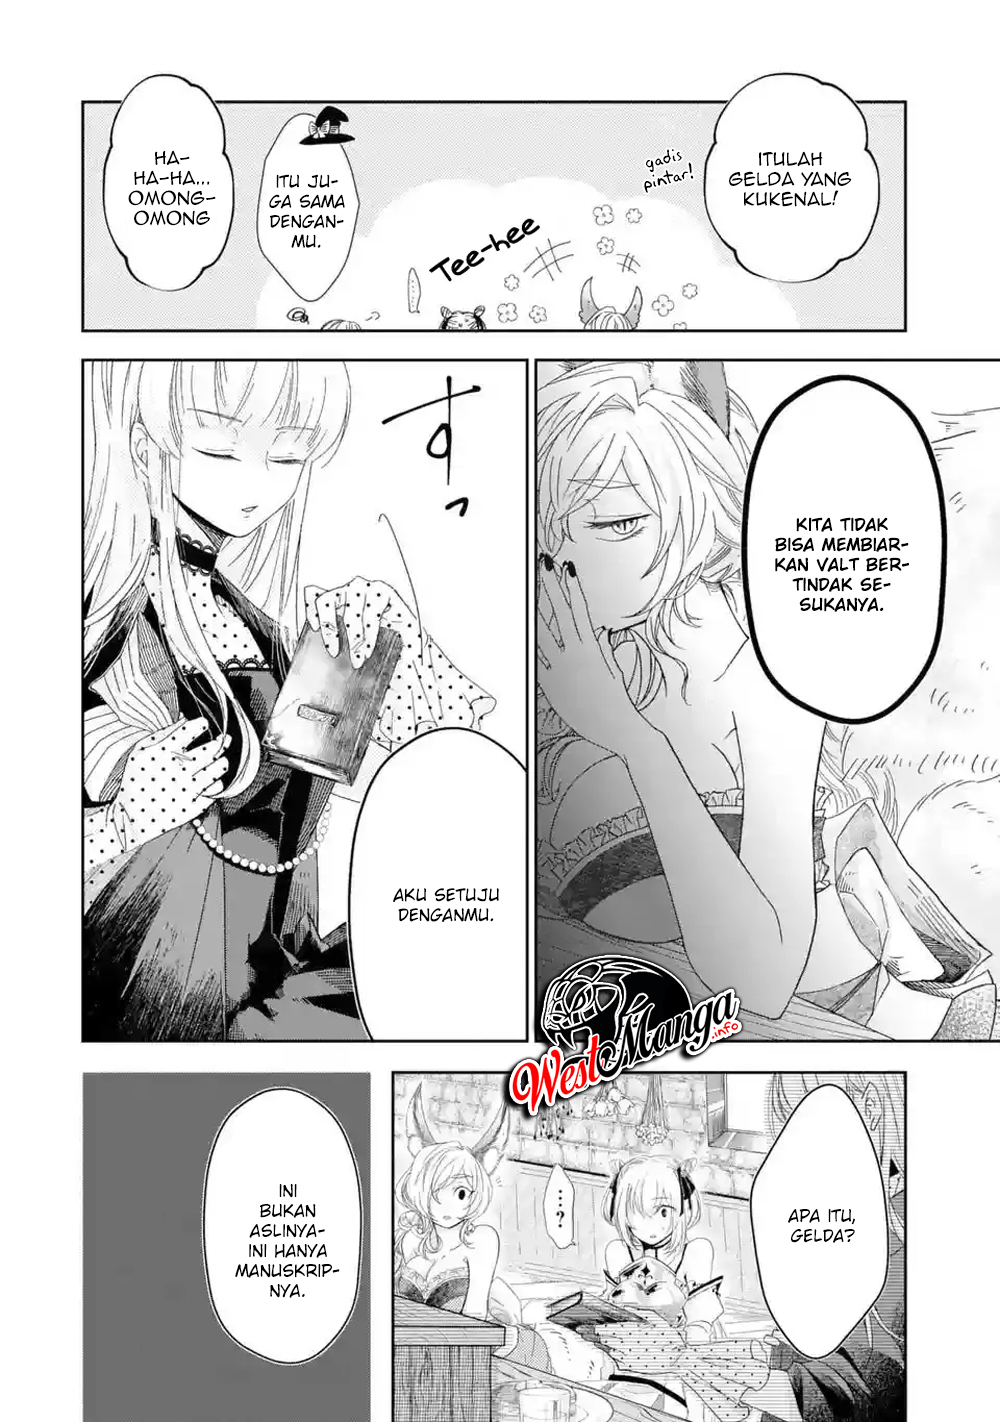 ITULAH
GELDA YANG
KUKENAL!
gadis
pintar!
Tee-hee
ITU JU-
GA SAMA
DENGAN-
MU.
HA-
HA-HA...
OMONG-
OMONG
KITA TIDAK
BISA MEMBIAR-
KAN VALT BER-
TINDAK SE-
SUKANYA.
すっ
AKU SETUJU
DENGANMU.
WestManga
.info
APA ITU,
GELDA?
...?
INI
BUKAN
ASLINYA-
INI HANYA
MANUSKRIP-
NYA.